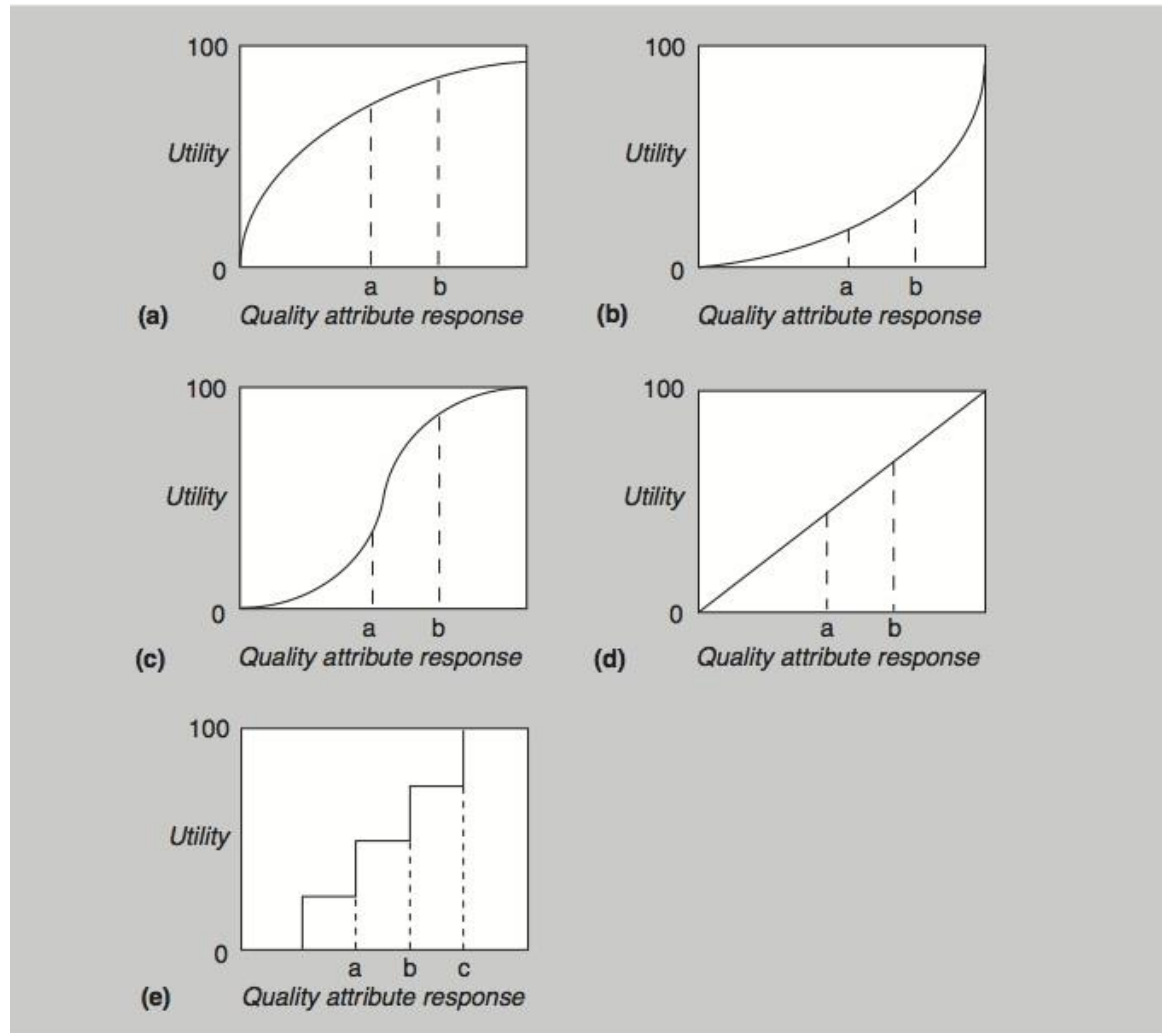 100
Utility
0
a b
(a) Quality attribute response
100
Utility
0
a b
(b) Quality attribute response
100
Utility
0
a b
(c) Quality attribute response
100
Utility
0
a b
(d) Quality attribute response
100
Utility
0
a b c
(e) Quality attribute response